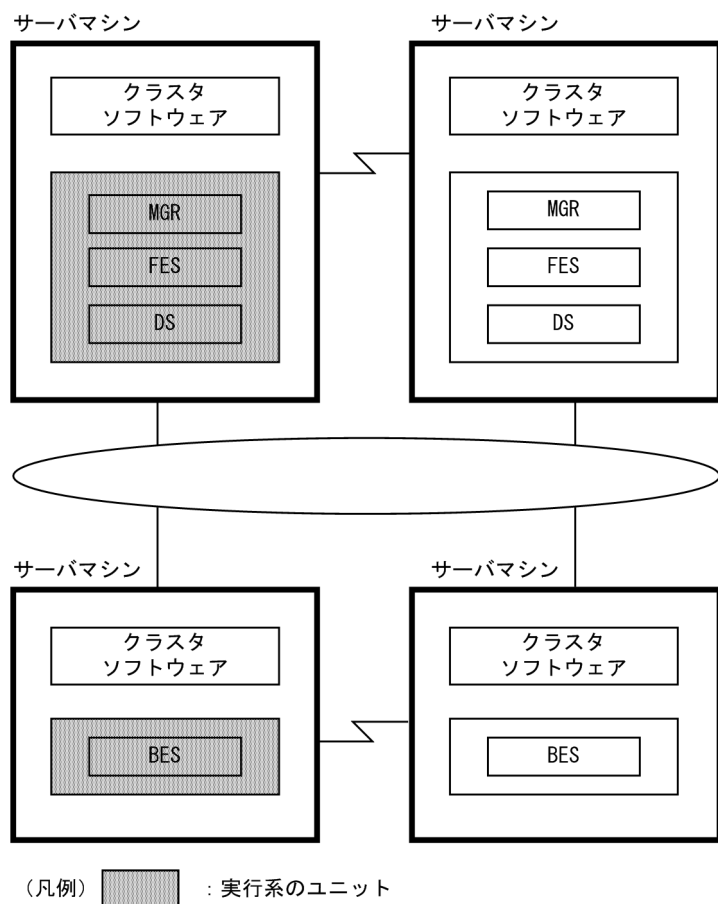 サーバマシン
サーバマシン
クラスタ
ソフトウェア
クラスタ
ソフトウェア
MGR
FES
DS
MGR
FES
DS
サーバマシン
サーバマシン
クラスタ
ソフトウェア
クラスタ
ソフトウェア
BES
BES
（凡例） ：実行系のユニット